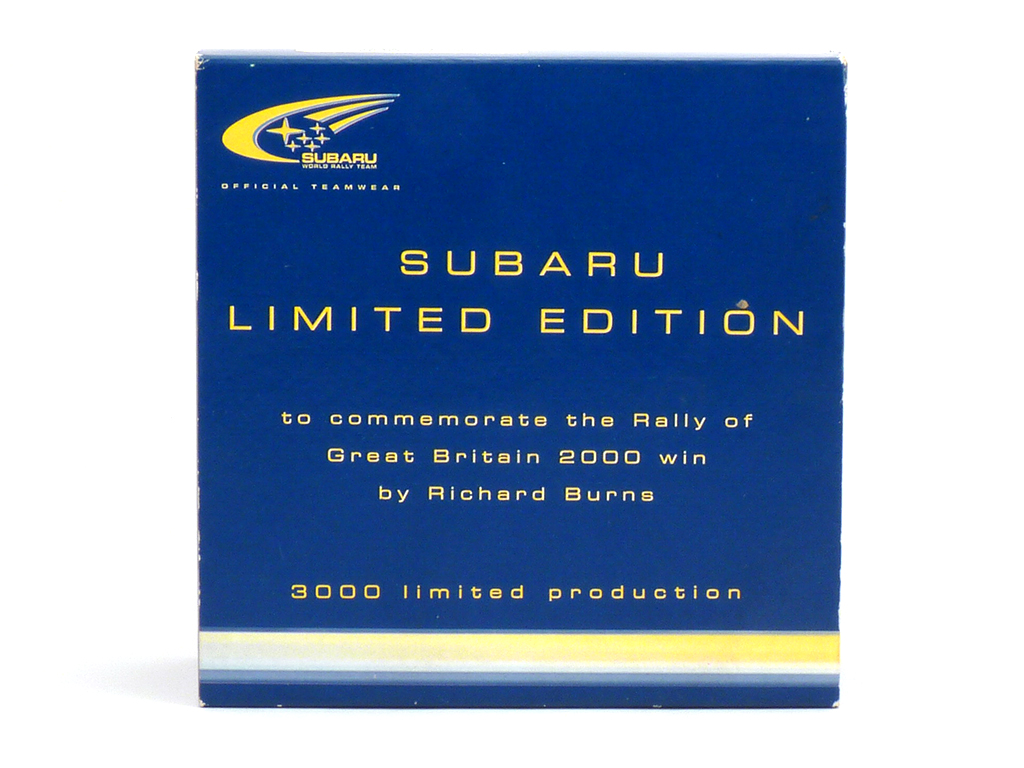 SUBARU
WORLD RALLY TEAM
OFFICIAL TEAMWEAR
SUBARU
LIMITED EDITION
to commemorate the Rally of
Great Britain 2000 win
by Richard Burns
3000 limited production